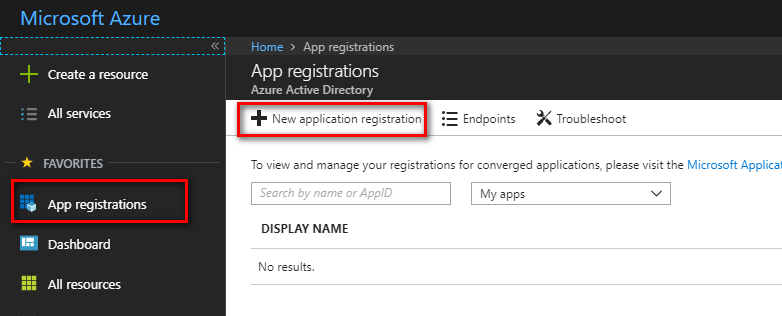 Microsoft Azure
«
Create a resource
All services
FAVORITES
App registrations
Dashboard
All resources
Home > App registrations
App registrations
Azure Active Directory
New application registration
Endpoints
Troubleshoot
To view and manage your registrations for converged applications, please visit the Microsoft Applicat
Search by name or AppID
My apps
DISPLAY NAME
No results.